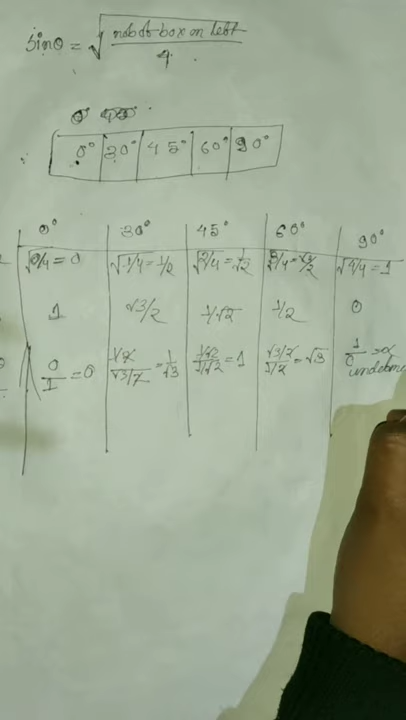 sinθ = √(no of box on left / 4)
0° 30° 45° 60° 90°
0° 30° 45° 60° 90°
√0/4 = 0 √1/4 = 1/2 √2/4 = 1/√2 √3/4 = √3/2 √4/4 = 1
1 √3/2 1/√2 1/2 0
0/1 = 0 (1/2)/(√3/2) = 1/√3 (1/√2)/(1/√2) = 1 (√3/2)/(1/2) = √3 1/0 = ∝